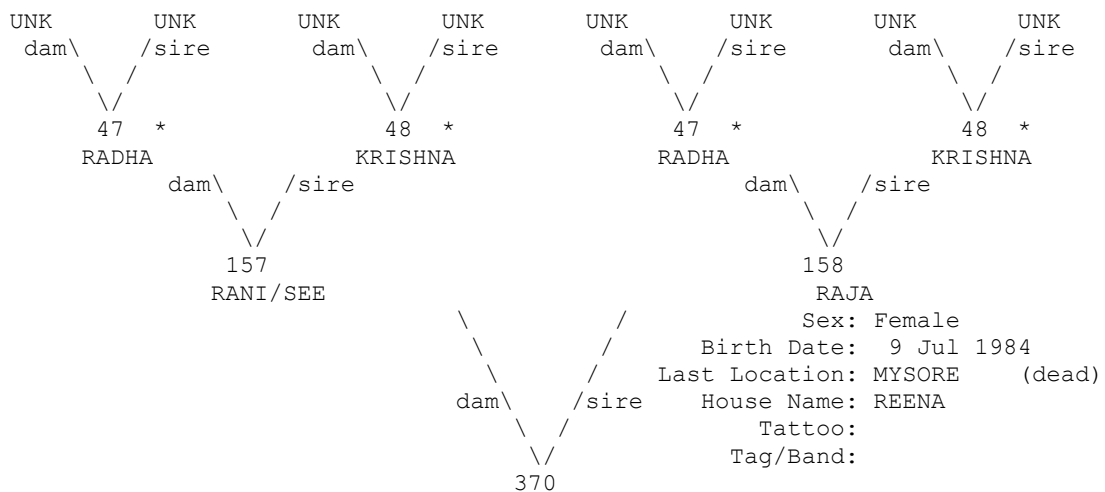 UNK UNK UNK UNK UNK UNK UNK UNK
dam\ /sire dam\ /sire dam\ /sire dam\ /sire
\ / \ / \ / \ /
\/ \/ \/ \/
47 * 48 * 47 * 48 *
RADHA KRISHNA RADHA KRISHNA
dam\ /sire dam\ /sire
\ / \ /
\/ \/
157 158
RANI/SEE RAJA
\ / Sex: Female
\ / Birth Date: 9 Jul 1984
\ / Last Location: MYSORE (dead)
dam\ /sire House Name: REENA
\ / Tattoo:
\/ Tag/Band:
370